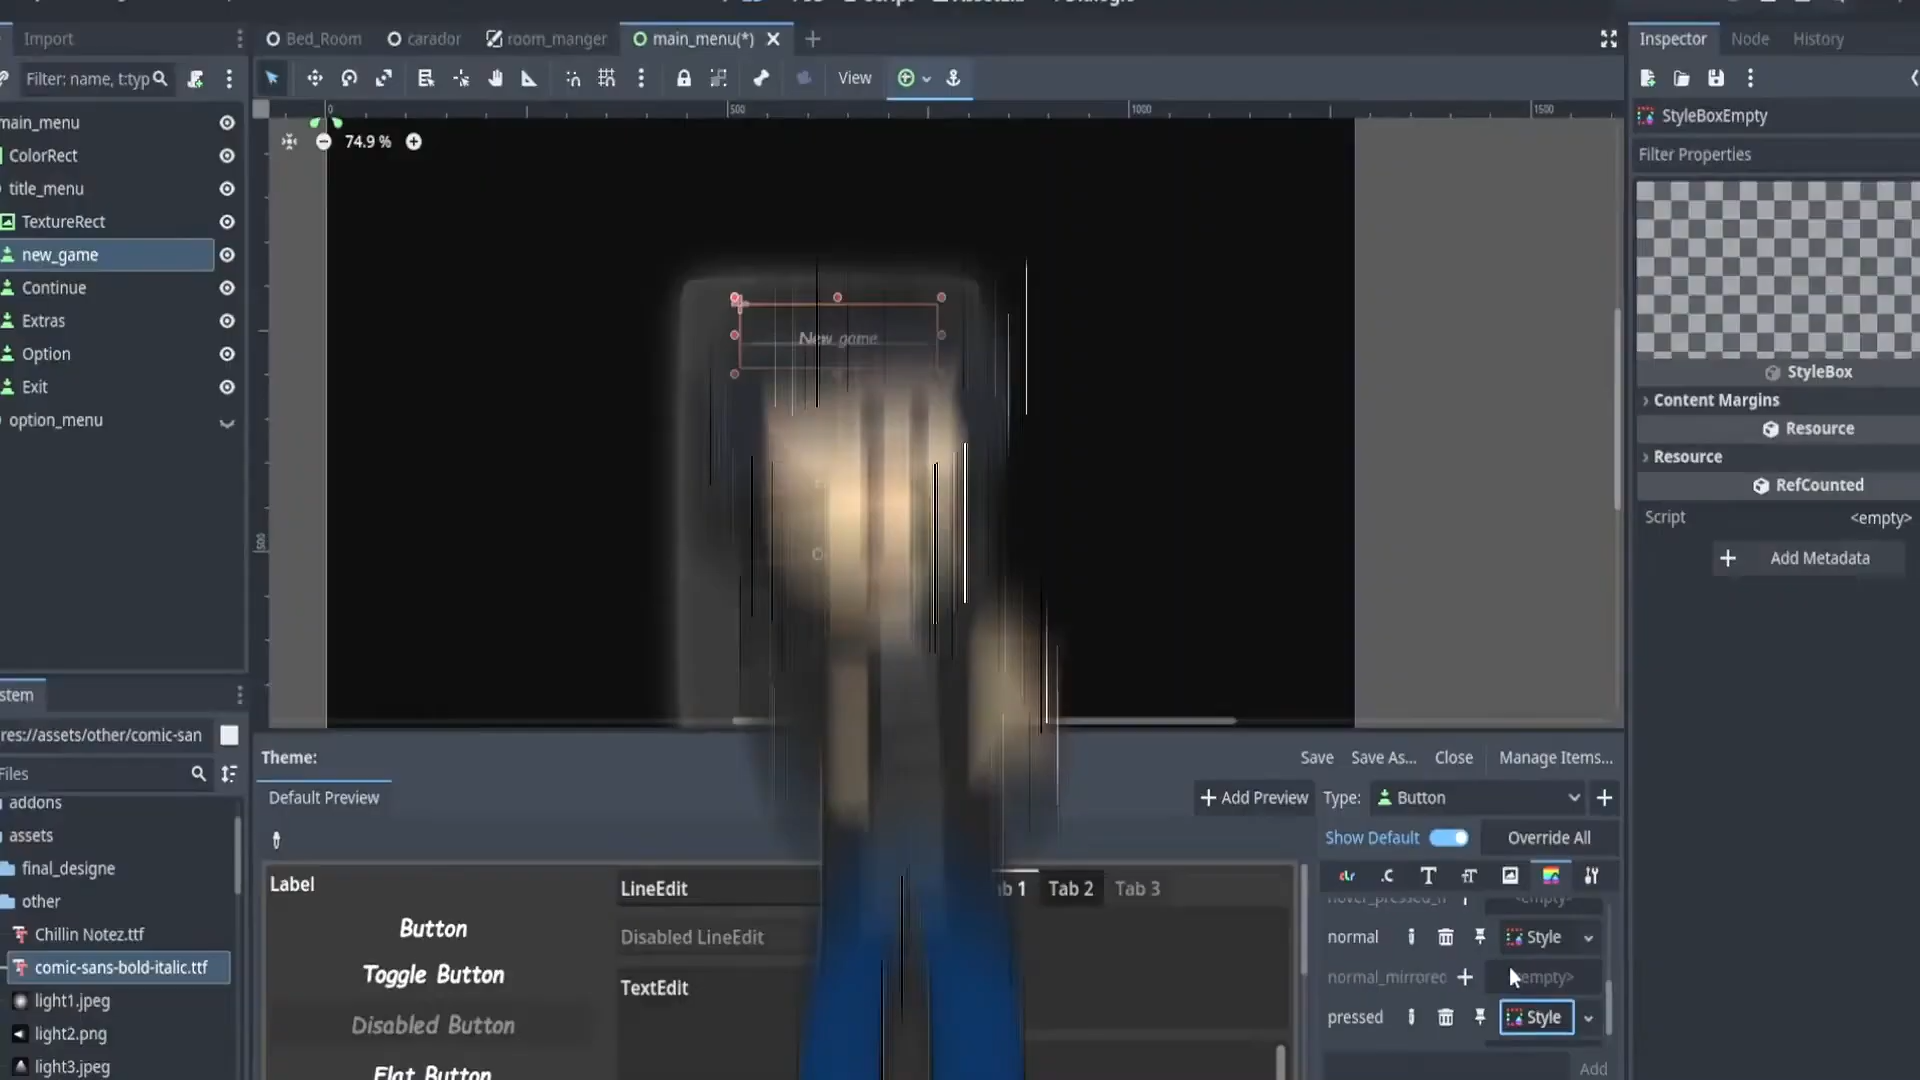 Import
Bed_Room
carador
room_manger
main_menu(*)
Inspector
Node
History
Filter: name, t:typ
View
0
500
1000
1500
StyleBoxEmpty
main_menu
74.9 %
ColorRect
Filter Properties
title_menu
TextureRect
new_game
Continue
Extras
New game
Option
StyleBox
Exit
Content Margins
option_menu
Resource
Resource
RefCounted
Script
<empty>
500
Add Metadata
stem
res://assets/other/comic-san
Theme:
Save
Save As...
Close
Manage Items...
Files
Default Preview
Add Preview
Type:
Button
addons
assets
Show Default
Override All
final_designe
Label
LineEdit
Tab 2
Tab 3
other
Button
Disabled LineEdit
normal
Style
Chillin Notez.ttf
comic-sans-bold-italic.ttf
Toggle Button
TextEdit
normal_mirrored
light1.jpeg
Disabled Button
pressed
Style
light2.png
light3.jpeg
Flat Button
Add